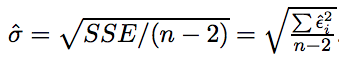 σ̂ = √SSE/(n − 2) = √(∑ ε̂ᵢ² / (n−2)).